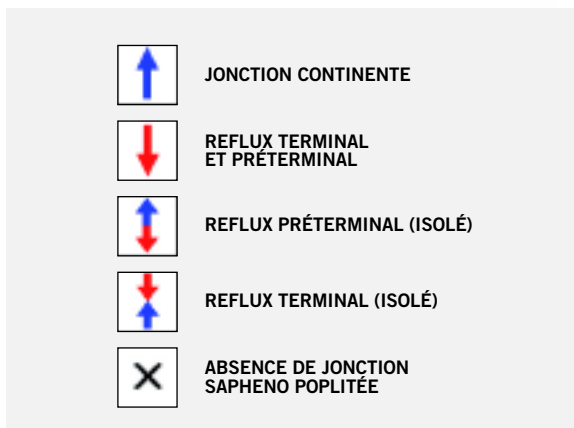 JONCTION CONTINENTE
REFLUX TERMINAL
ET PRÉTERMINAL
REFLUX PRÉTERMINAL (ISOLÉ)
REFLUX TERMINAL (ISOLÉ)
ABSENCE DE JONCTION
SAPHENO POPLITÉE